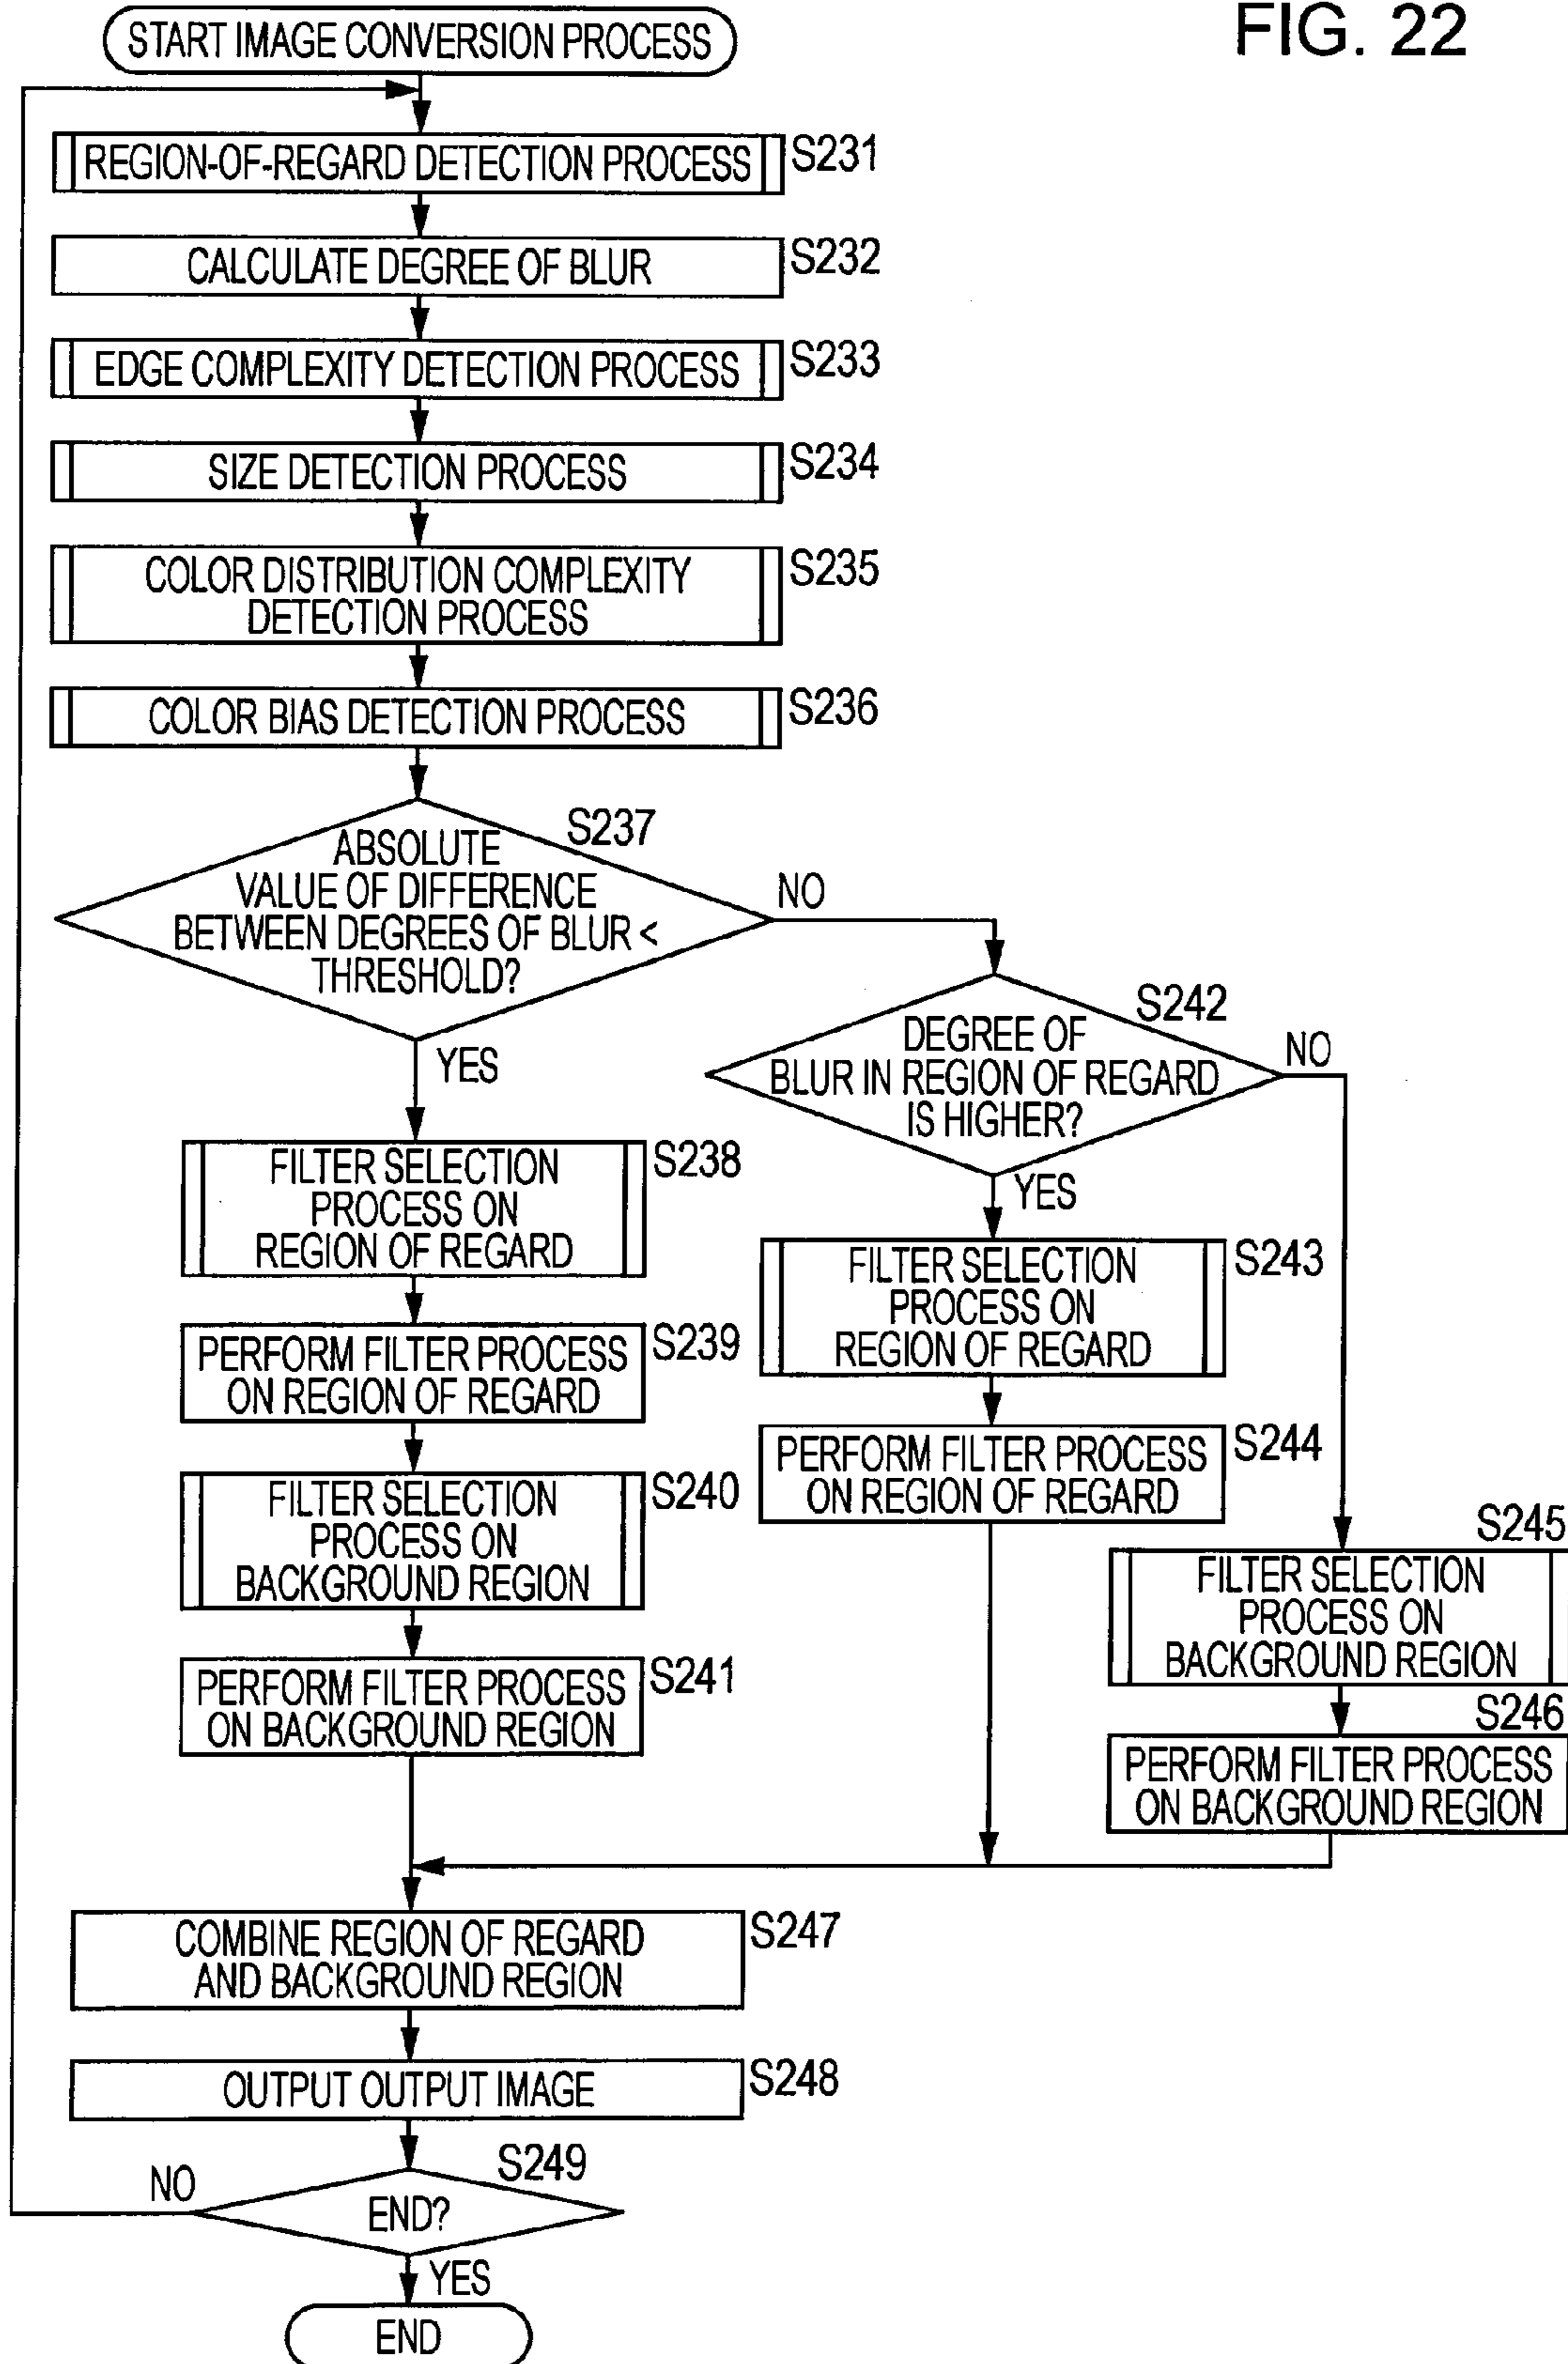 FIG. 22
START IMAGE CONVERSION PROCESS
REGION-OF-REGARD DETECTION PROCESS
S231
CALCULATE DEGREE OF BLUR
S232
EDGE COMPLEXITY DETECTION PROCESS
S233
SIZE DETECTION PROCESS
S234
COLOR DISTRIBUTION COMPLEXITY
DETECTION PROCESS
S235
COLOR BIAS DETECTION PROCESS
S236
S237
ABSOLUTE
VALUE OF DIFFERENCE
BETWEEN DEGREES OF BLUR <
THRESHOLD?
NO
YES
S238
FILTER SELECTION
PROCESS ON
REGION OF REGARD
S239
PERFORM FILTER PROCESS
ON REGION OF REGARD
S240
FILTER SELECTION
PROCESS ON
BACKGROUND REGION
S241
PERFORM FILTER PROCESS
ON BACKGROUND REGION
S242
DEGREE OF
BLUR IN REGION OF REGARD
IS HIGHER?
NO
YES
S243
FILTER SELECTION
PROCESS ON
REGION OF REGARD
S244
PERFORM FILTER PROCESS
ON REGION OF REGARD
S245
FILTER SELECTION
PROCESS ON
BACKGROUND REGION
S246
PERFORM FILTER PROCESS
ON BACKGROUND REGION
COMBINE REGION OF REGARD
AND BACKGROUND REGION
S247
OUTPUT OUTPUT IMAGE
S248
S249
NO
END?
YES
END